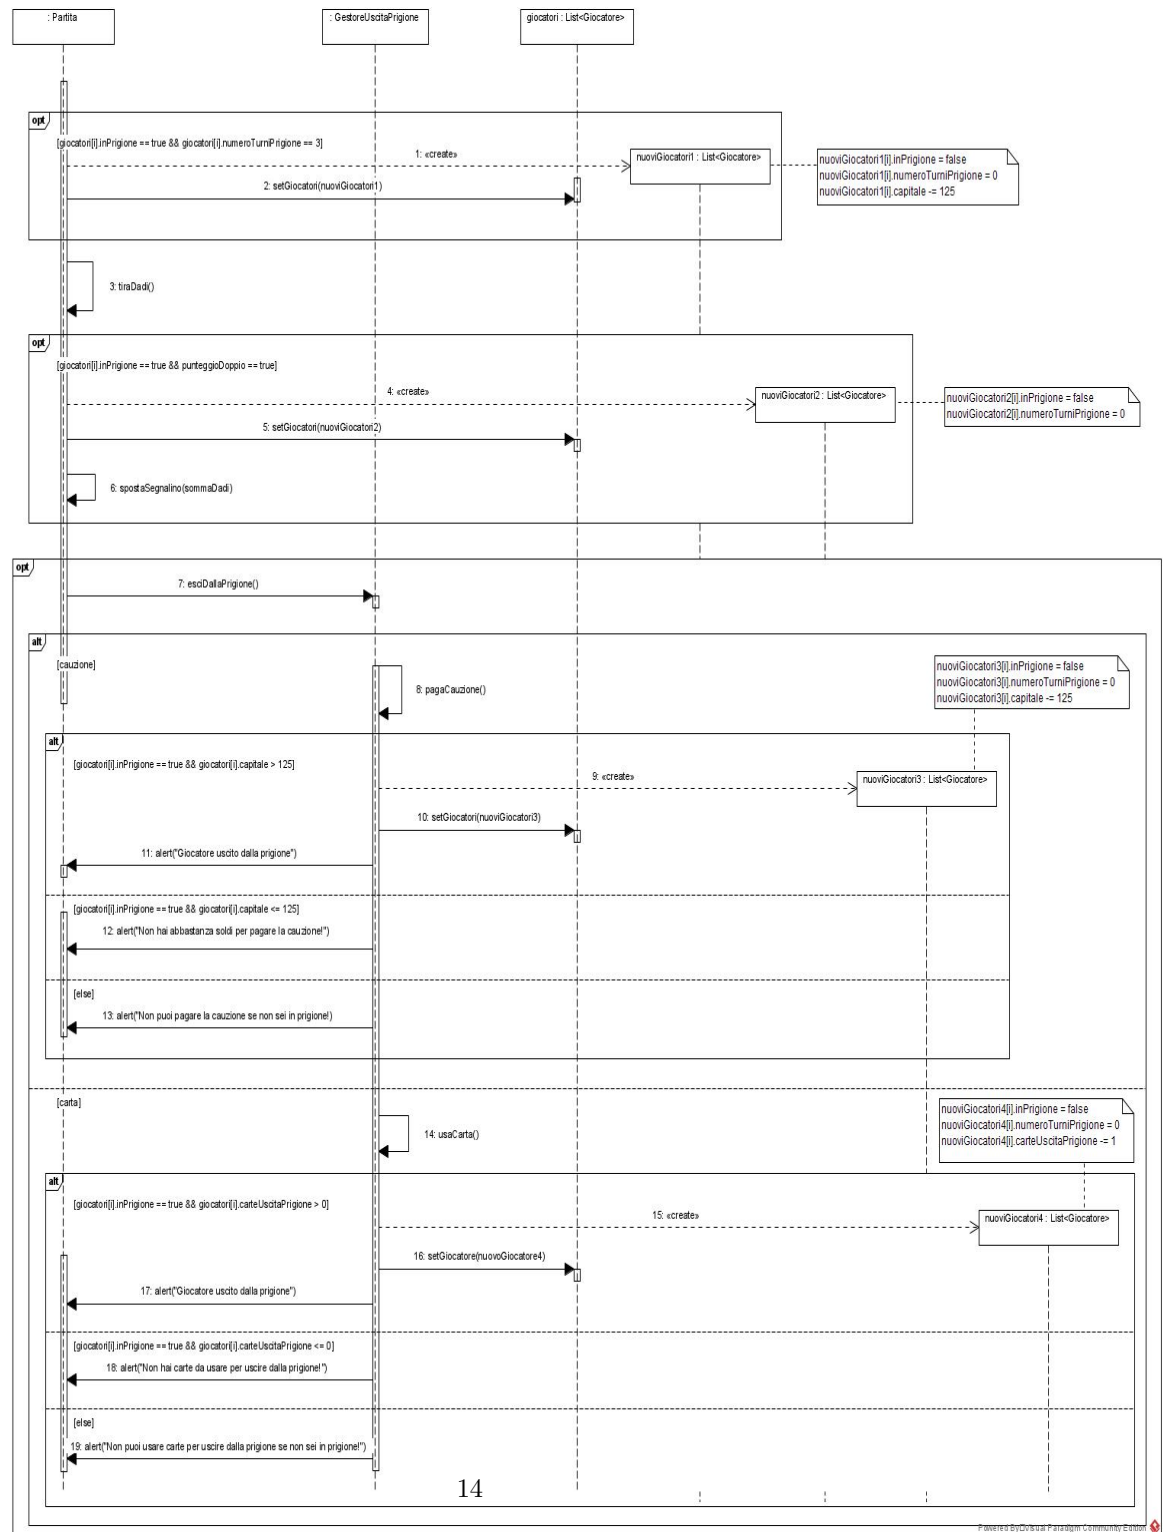 : Partita
: GestoreUscitaPrigione
giocatori : List<Giocatore>
opt
[giocatori[i].inPrigione == true && giocatori[i].numeroTurniPrigione == 3]
1: «create»
nuoviGiocatori1 : List<Giocatore>
nuoviGiocatori1[i].inPrigione = false
nuoviGiocatori1[i].numeroTurniPrigione = 0
nuoviGiocatori1[i].capitale -= 125
2: setGiocatori(nuoviGiocatori1)
3: tiraDadi()
opt
[giocatori[i].inPrigione == true && punteggioDoppio == true]
4: «create»
nuoviGiocatori2 : List<Giocatore>
nuoviGiocatori2[i].inPrigione = false
nuoviGiocatori2[i].numeroTurniPrigione = 0
5: setGiocatori(nuoviGiocatori2)
6: spostaSegnalino(sommaDadi)
opt
7: esciDallaPrigione()
alt
[cauzione]
8: pagaCauzione()
nuoviGiocatori3[i].inPrigione = false
nuoviGiocatori3[i].numeroTurniPrigione = 0
nuoviGiocatori3[i].capitale -= 125
alt
[giocatori[i].inPrigione == true && giocatori[i].capitale > 125]
9: «create»
nuoviGiocatori3 : List<Giocatore>
10: setGiocatori(nuoviGiocatori3)
11: alert("Giocatore uscito dalla prigione")
[giocatori[i].inPrigione == true && giocatori[i].capitale <= 125]
12: alert("Non hai abbastanza soldi per pagare la cauzione!")
[else]
13: alert("Non puoi pagare la cauzione se non sei in prigione!)
[carta]
14: usaCarta()
nuoviGiocatori4[i].inPrigione = false
nuoviGiocatori4[i].numeroTurniPrigione = 0
nuoviGiocatori4[i].carteUscitaPrigione -= 1
alt
[giocatori[i].inPrigione == true && giocatori[i].carteUscitaPrigione > 0]
15: «create»
nuoviGiocatori4 : List<Giocatore>
16: setGiocatore(nuovoGiocatore4)
17: alert("Giocatore uscito dalla prigione")
[giocatori[i].inPrigione == true && giocatori[i].carteUscitaPrigione <= 0]
18: alert("Non hai carte da usare per uscire dalla prigione!")
[else]
19: alert("Non puoi usare carte per uscire dalla prigione se non sei in prigione!")
14
Powered By Visual Paradigm Community Edition